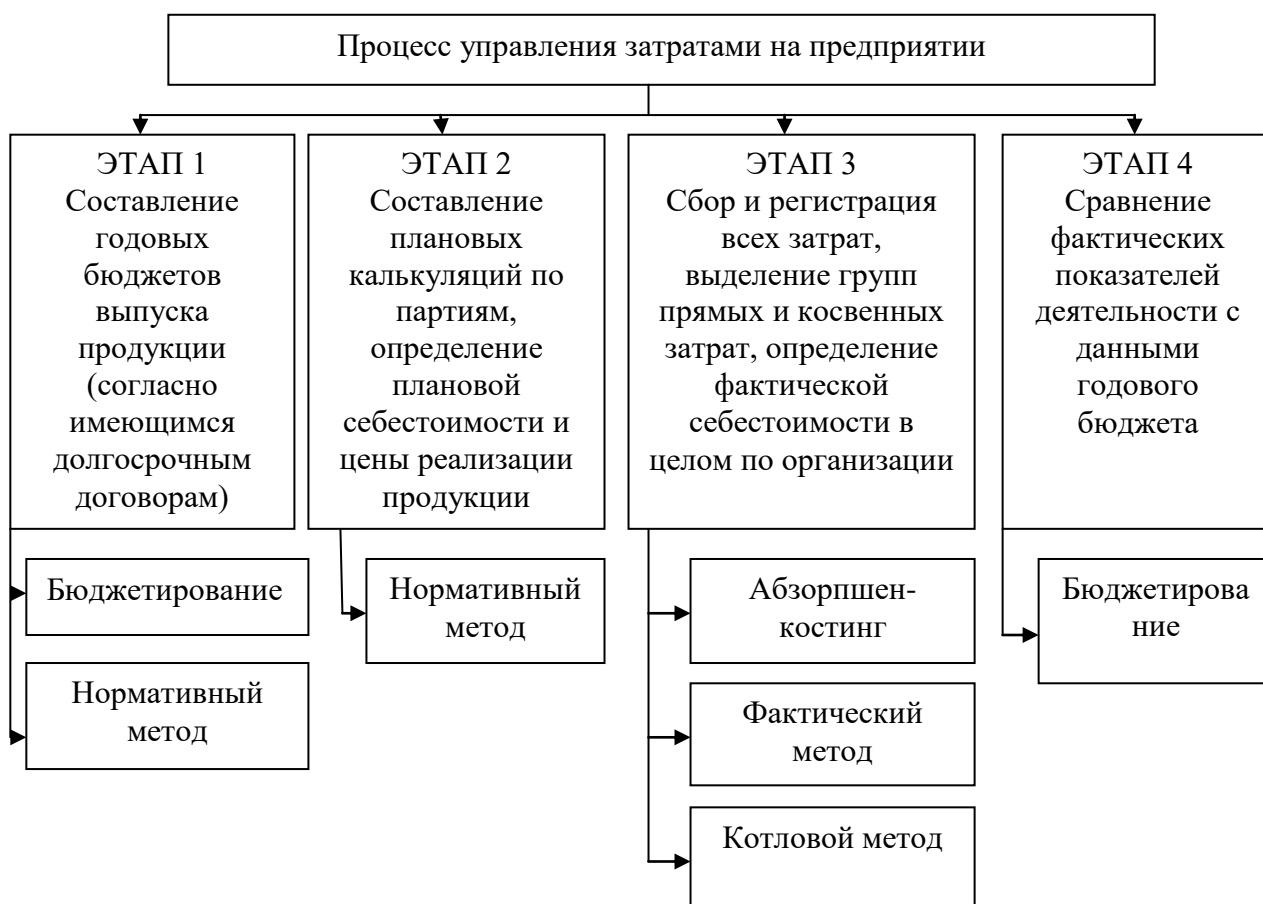 Процесс управления затратами на предприятии
ЭТАП 1
Составление
годовых
бюджетов
выпуска
продукции
(согласно
имеющимся
долгосрочным
договорам)
Бюджетирование
Нормативный
метод
ЭТАП 2
Составление
плановых
калькуляций по
партиям,
определение
плановой
себестоимости и
цены реализации
продукции
Нормативный
метод
ЭТАП 3
Сбор и регистрация
всех затрат,
выделение групп
прямых и косвенных
затрат, определение
фактической
себестоимости в
целом по организации
Абзорпшен-
костинг
Фактический
метод
Котловой метод
ЭТАП 4
Сравнение
фактических
показателей
деятельности с
данными
годового
бюджета
Бюджетирова
ние